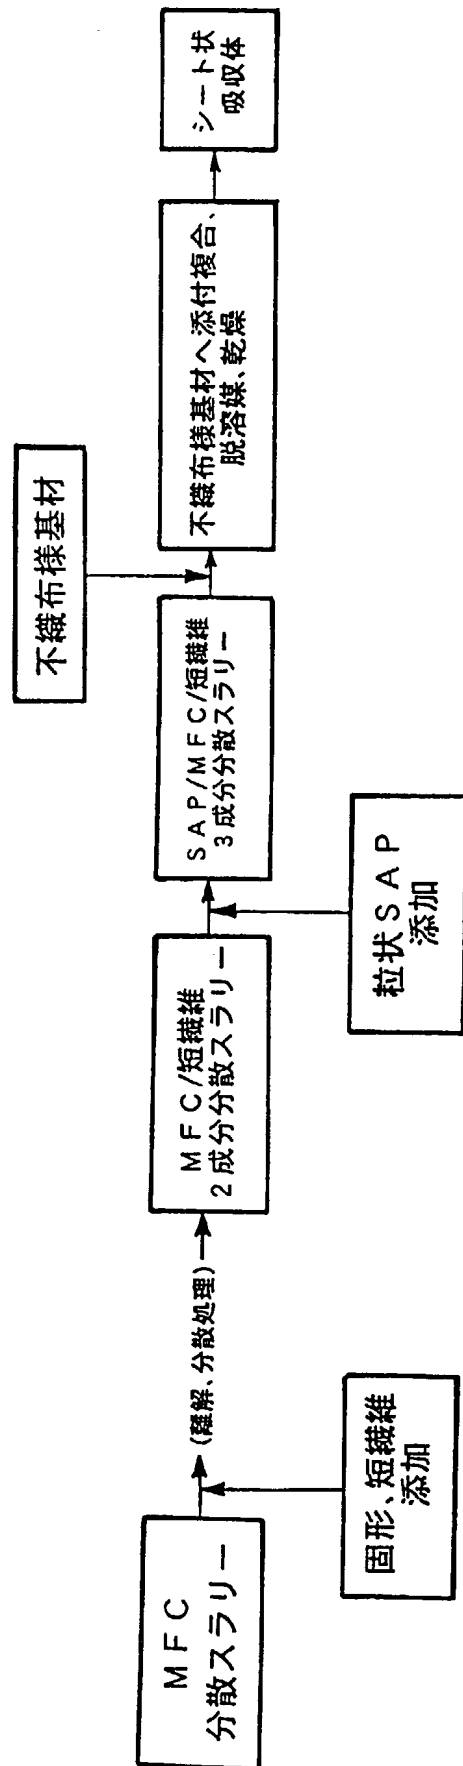 MFC
分散スラリー
固形、短繊維
添加
(離解、分散処理)
MFC/短繊維
2成分分散スラリー
粒状SAP
添加
SAP/MFC/短繊維
3成分分散スラリー
不織布様基材
不織布様基材へ添付複合、
脱溶媒、乾燥
シート状
吸収体